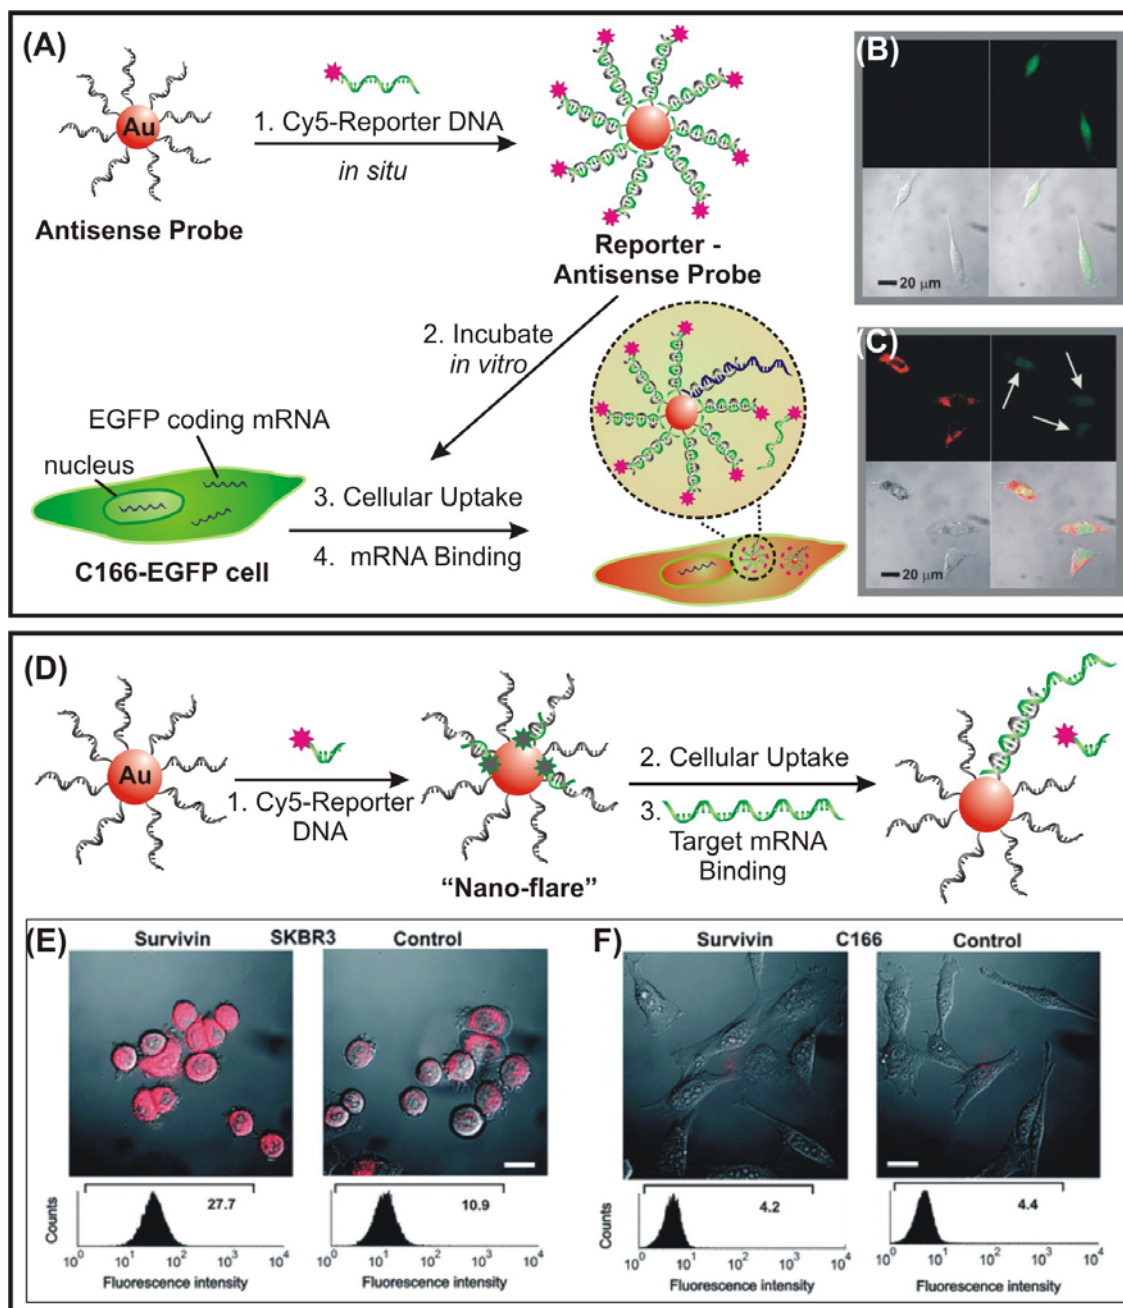 (A)
Au
1. Cy5-Reporter DNA
in situ
Antisense Probe
Reporter -
Antisense Probe
2. Incubate
in vitro
EGFP coding mRNA
nucleus
3. Cellular Uptake
4. mRNA Binding
C166-EGFP cell
(B)
20 μm
(C)
20 μm
(D)
Au
1. Cy5-Reporter
DNA
"Nano-flare"
2. Cellular Uptake
3.
Target mRNA
Binding
(E)
Survivin SKBR3 Control
27.7
Counts
10⁰ 10¹ 10² 10³ 10⁴
Fluorescence intensity
10.9
10⁰ 10¹ 10² 10³ 10⁴
Fluorescence intensity
(F)
Survivin C166 Control
4.2
Counts
10⁰ 10¹ 10² 10³ 10⁴
Fluorescence intensity
4.4
10⁰ 10¹ 10² 10³ 10⁴
Fluorescence intensity